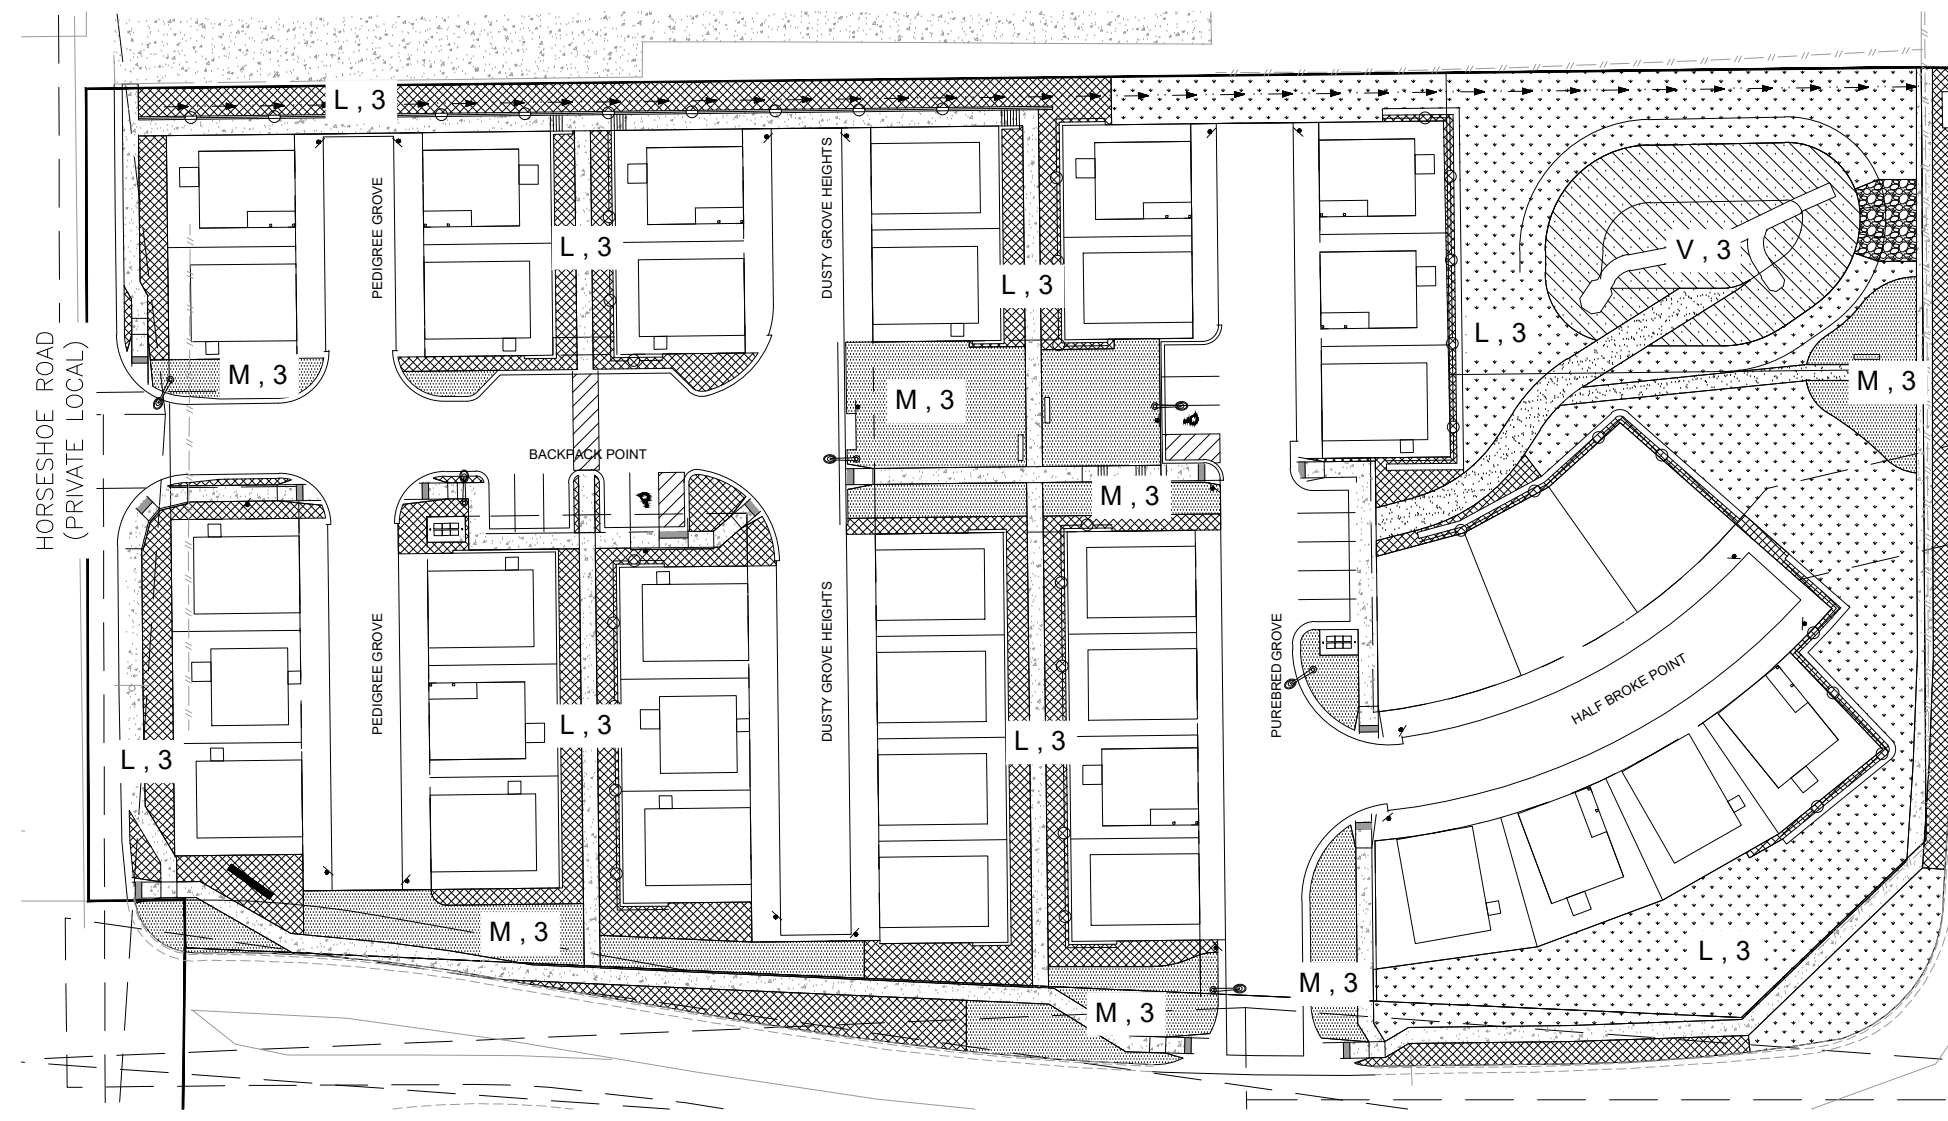 L , 3
PEDIGREE GROVE
DUSTY GROVE HEIGHTS
L , 3
V , 3
L , 3
L , 3
HORSESHOE ROAD
(PRIVATE LOCAL)
M , 3
M , 3
M , 3
BACKPACK POINT
M , 3
PEDIGREE GROVE
DUSTY GROVE HEIGHTS
PUREBRED GROVE
HALF BROKE POINT
L , 3
L , 3
L , 3
M , 3
L , 3
M , 3
M , 3